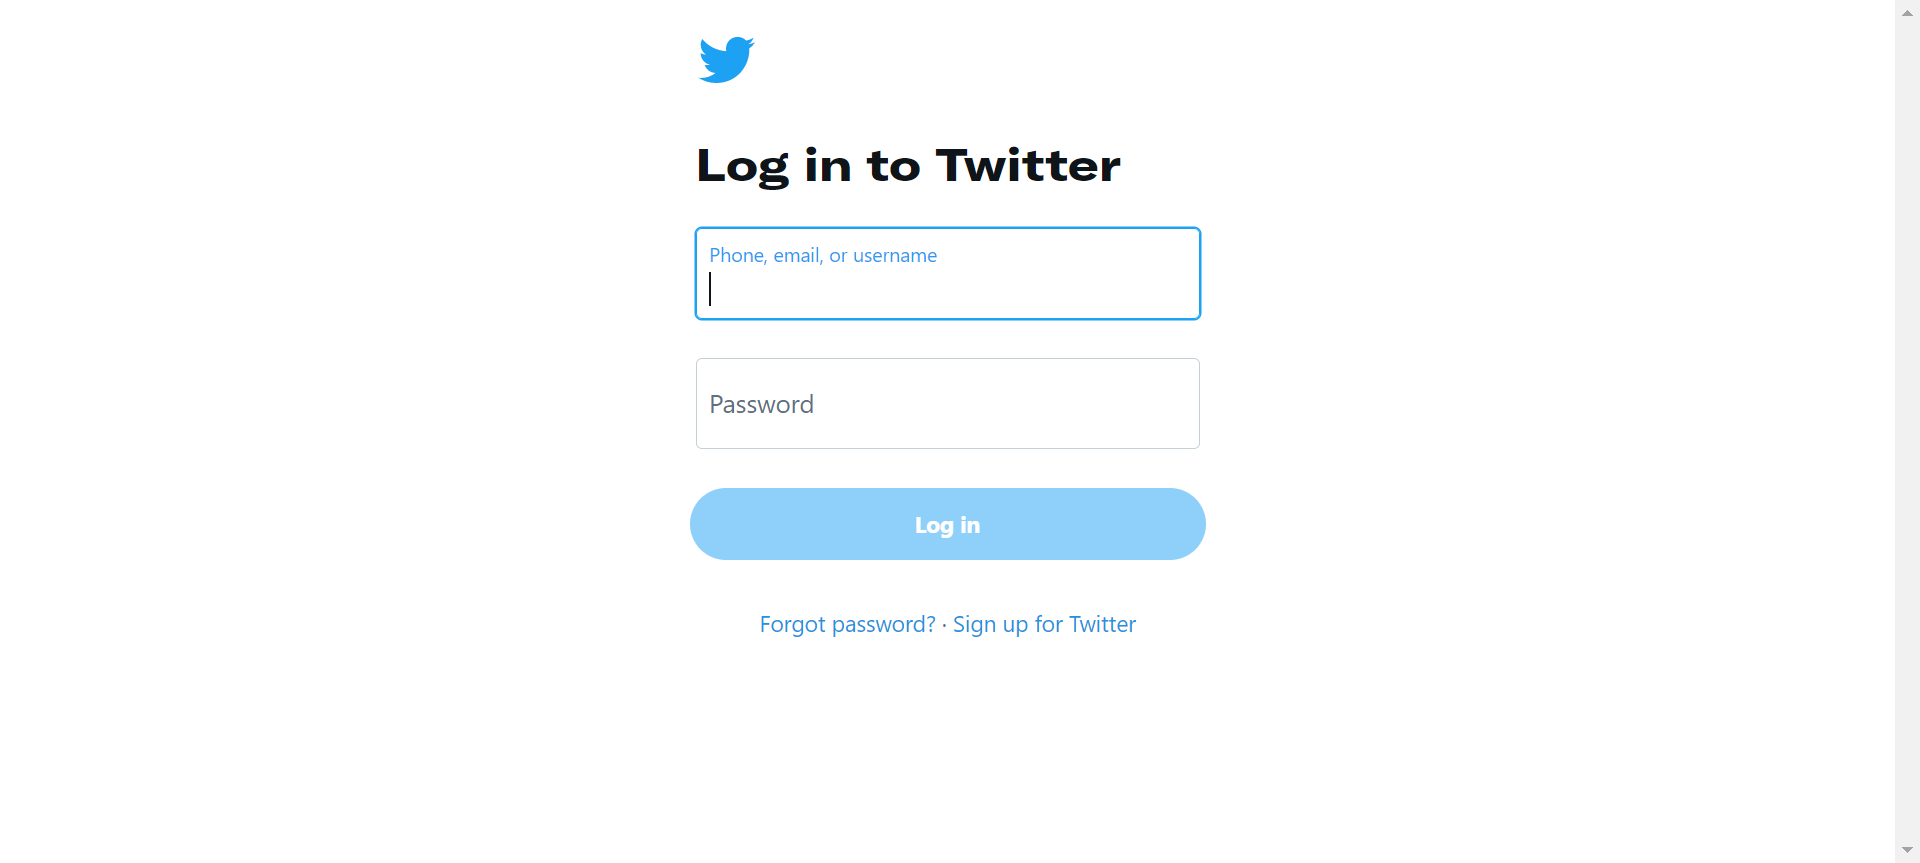 Log in to Twitter
Phone, email, or username
Password
Log in
Forgot password? · Sign up for Twitter